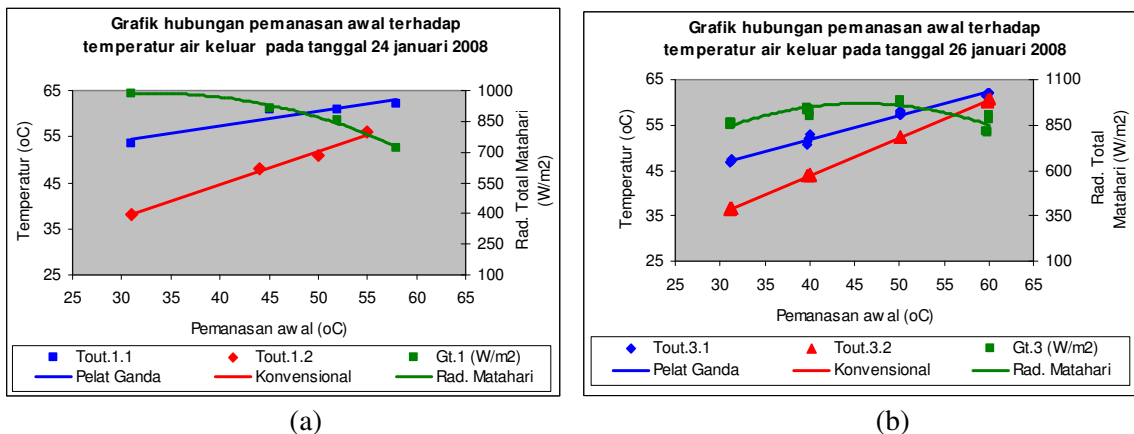 Grafik hubungan pemanasan awal terhadap
temperatur air keluar pada tanggal 24 januari 2008
65
55
45
35
25
1000
850
700
550
400
250
100
25 30 35 40 45 50 55 60 65
Temperatur (oC)
Rad. Total Matahari
(W/m2)
Pemanasan awal (oC)
Tout.1.1 Tout.1.2 Gt.1 (W/m2)
Pelat Ganda Konvensional Rad. Matahari
(a)
Grafik hubungan pemanasan awal terhadap
temperatur air keluar pada tanggal 26 januari 2008
65
55
45
35
25
1100
850
600
350
100
25 30 35 40 45 50 55 60 65
Temperatur (oC)
Rad. Total
Matahari (W/m2)
Pemanasan awal (oC)
Tout.3.1 Tout.3.2 Gt.3 (W/m2)
Pelat Ganda Konvensional Rad. Matahari
(b)